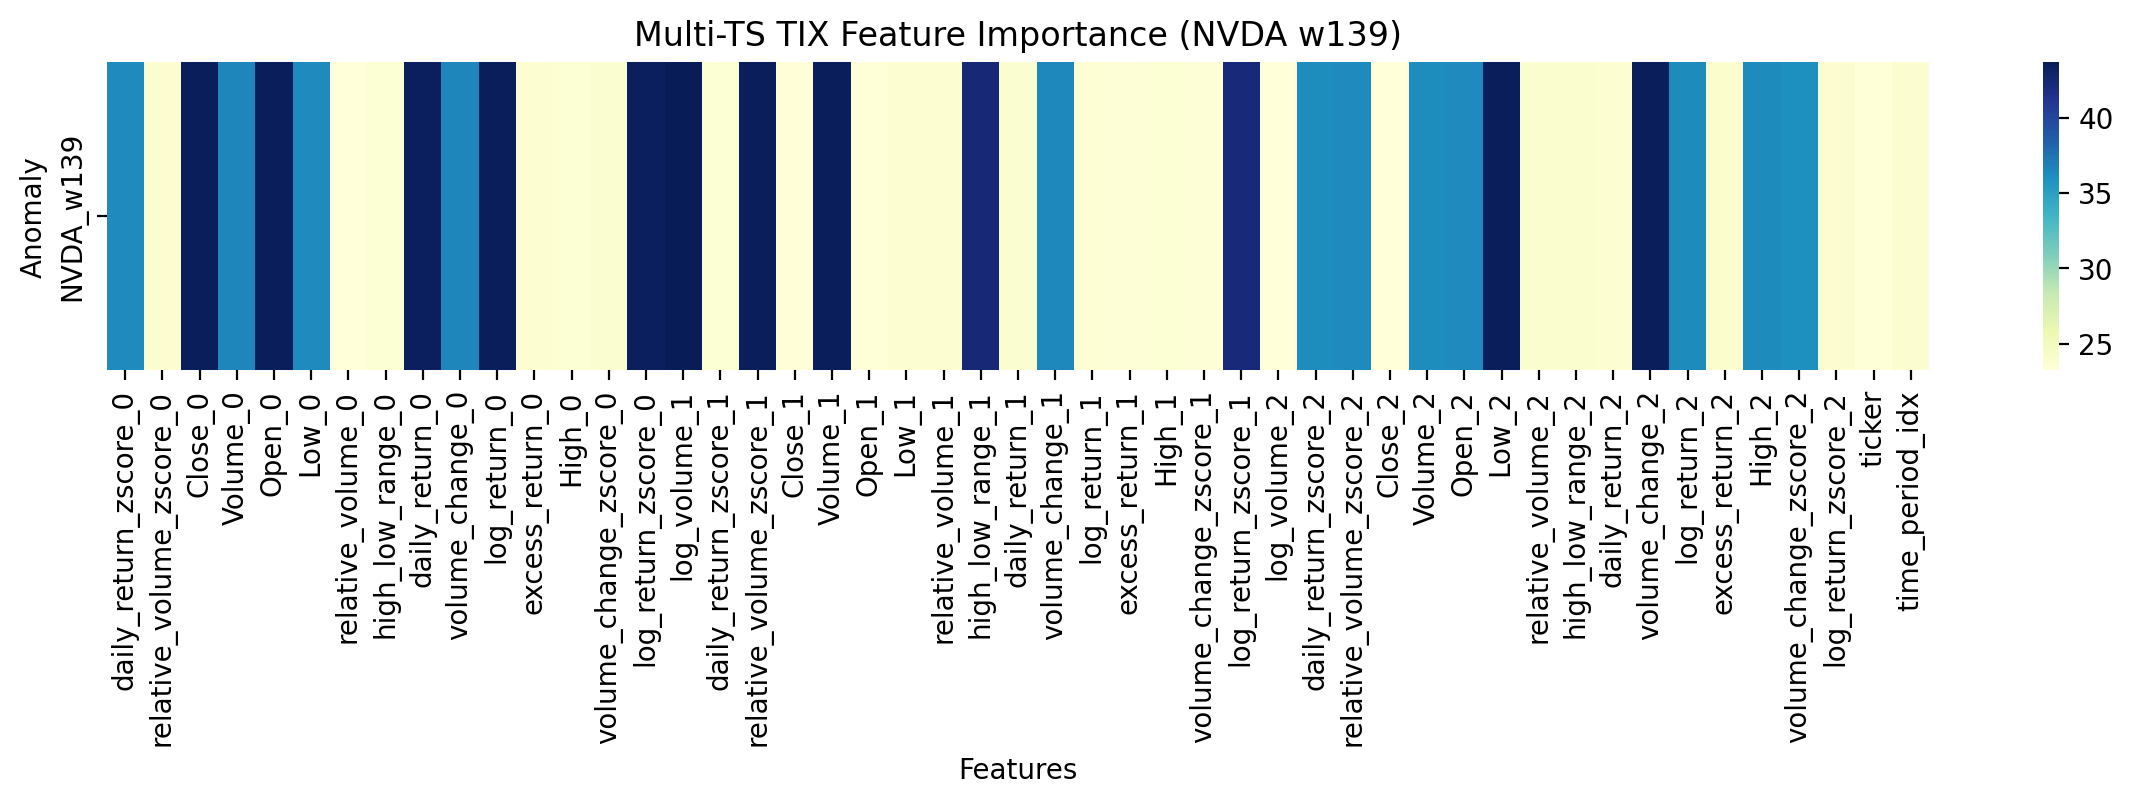 Multi-TS TIX Feature Importance (NVDA w139)
Anomaly
NVDA_w139
40
35
30
25
daily_return_zscore_0
relative_volume_zscore_0
Close_0
Volume_0
Open_0
Low_0
relative_volume_0
high_low_range_0
daily_return_0
volume_change_0
log_return_0
excess_return_0
High_0
volume_change_zscore_0
log_return_zscore_0
log_volume_1
daily_return_zscore_1
relative_volume_zscore_1
Close_1
Volume_1
Open_1
Low_1
relative_volume_1
high_low_range_1
daily_return_1
volume_change_1
log_return_1
excess_return_1
High_1
volume_change_zscore_1
log_return_zscore_1
log_volume_2
daily_return_zscore_2
relative_volume_zscore_2
Close_2
Volume_2
Open_2
Low_2
relative_volume_2
high_low_range_2
daily_return_2
volume_change_2
log_return_2
excess_return_2
High_2
volume_change_zscore_2
log_return_zscore_2
ticker
time_period_idx
Features